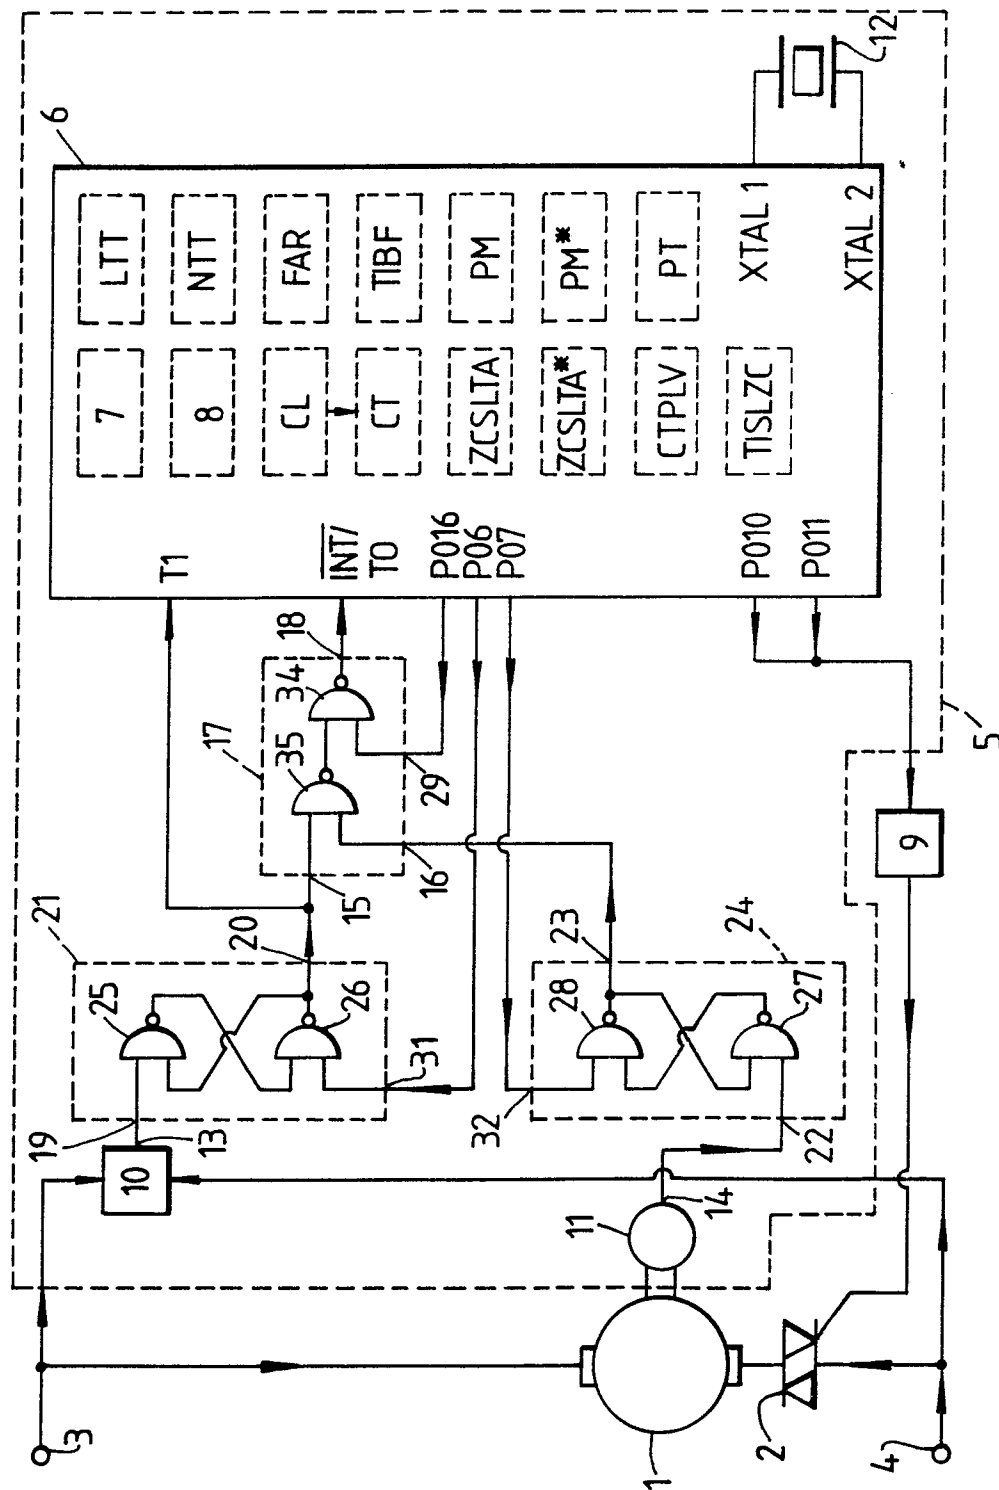 3
4
1
2
11
14
10
13
19
21
25
26
20
31
32
22
28
27
23
24
15
16
17
35
34
18
29
9
5
6
T1
INT/
TO
P016
P06
P07
P010
P011
7
8
CL
CT
ZCSLTA
ZCSLTA*
CTPLV
TISLZC
LTT
NTT
FAR
TIBF
PM
PM*
PT
XTAL 1
XTAL 2
12